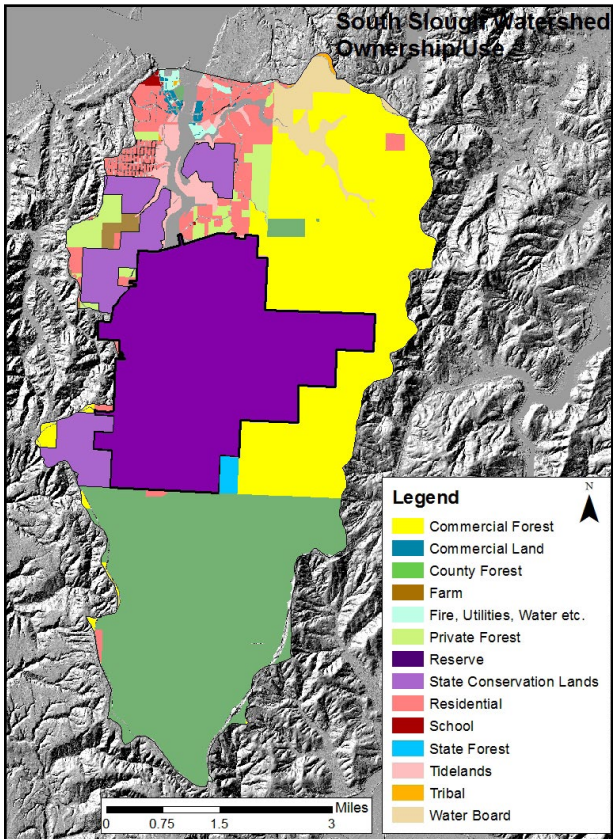 South Slough Watershed
Ownership/Use
Legend
N
Commercial Forest
Commercial Land
County Forest
Farm
Fire, Utilities, Water etc.
Private Forest
Reserve
State Conservation Lands
Residential
School
State Forest
Tidelands
Tribal
Water Board
Miles
0 0.75 1.5 3